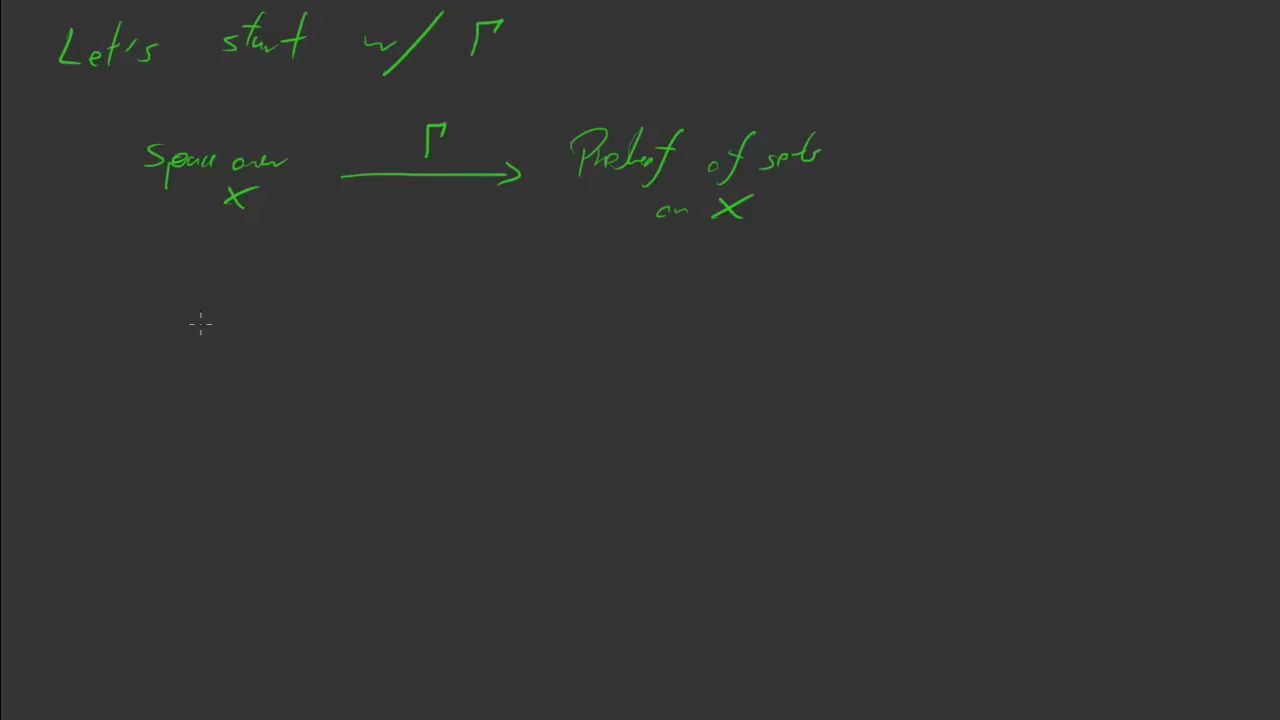 Let's start w/ Γ
Γ
Space over Presheaf of sets
X on X